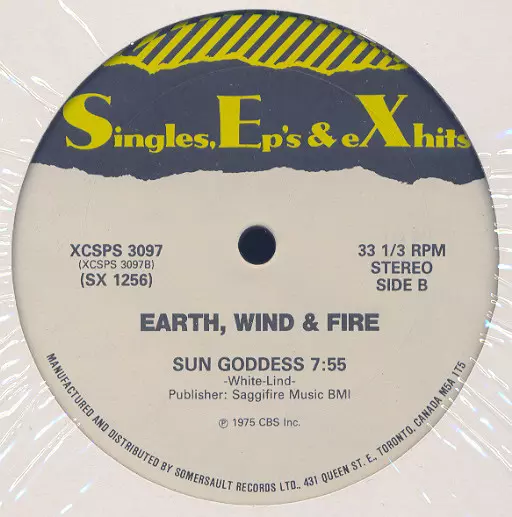 Singles, Ep's & eXhits
XCSPS 3097
(XCSPS 3097B)
(SX 1256)
33 1/3 RPM
STEREO
SIDE B
EARTH, WIND & FIRE
SUN GODDESS 7:55
-White-Lind-
Publisher: Saggifire Music BMI
℗ 1975 CBS Inc.
MANUFACTURED AND DISTRIBUTED BY SOMERSAULT RECORDS LTD., 431 QUEEN ST. E., TORONTO, CANADA M5A 1T5